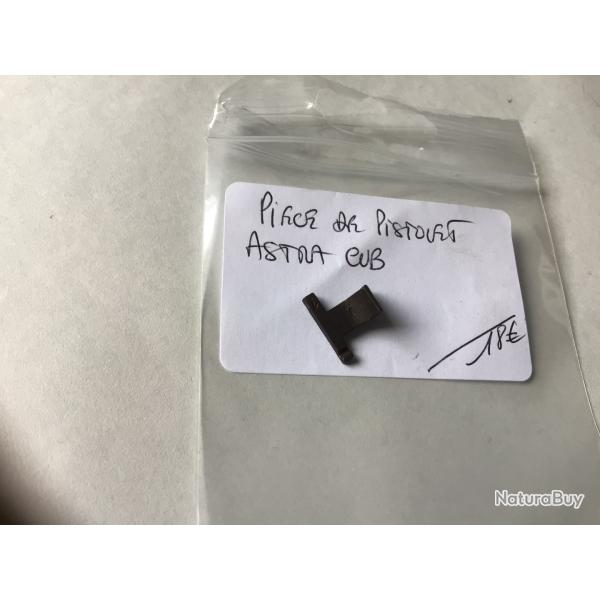 PIECE DE PISTOLET
ASTRA CUB
18€
NaturaBuy